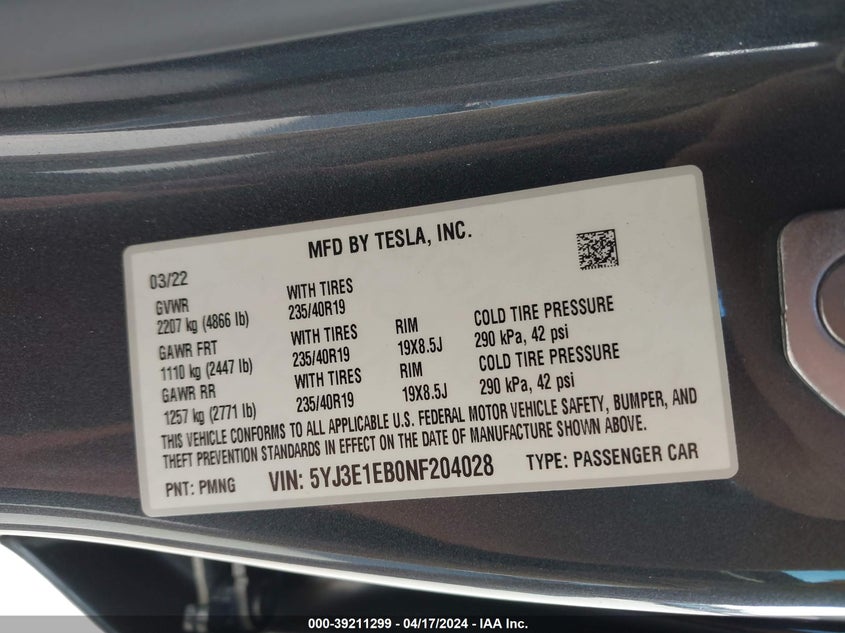 MFD BY TESLA, INC.
03/22
GVWR WITH TIRES
2207 kg (4866 lb) 235/40R19
GAWR FRT WITH TIRES RIM COLD TIRE PRESSURE
1110 kg (2447 lb) 235/40R19 19X8.5J 290 kPa, 42 psi
GAWR RR WITH TIRES RIM COLD TIRE PRESSURE
1257 kg (2771 lb) 235/40R19 19X8.5J 290 kPa, 42 psi
THIS VEHICLE CONFORMS TO ALL APPLICABLE U.S. FEDERAL MOTOR VEHICLE SAFETY, BUMPER, AND
THEFT PREVENTION STANDARDS IN EFFECT ON THE DATE OF MANUFACTURE SHOWN ABOVE.
PNT: PMNG VIN: 5YJ3E1EB0NF204028 TYPE: PASSENGER CAR
000-39211299 - 04/17/2024 - IAA Inc.